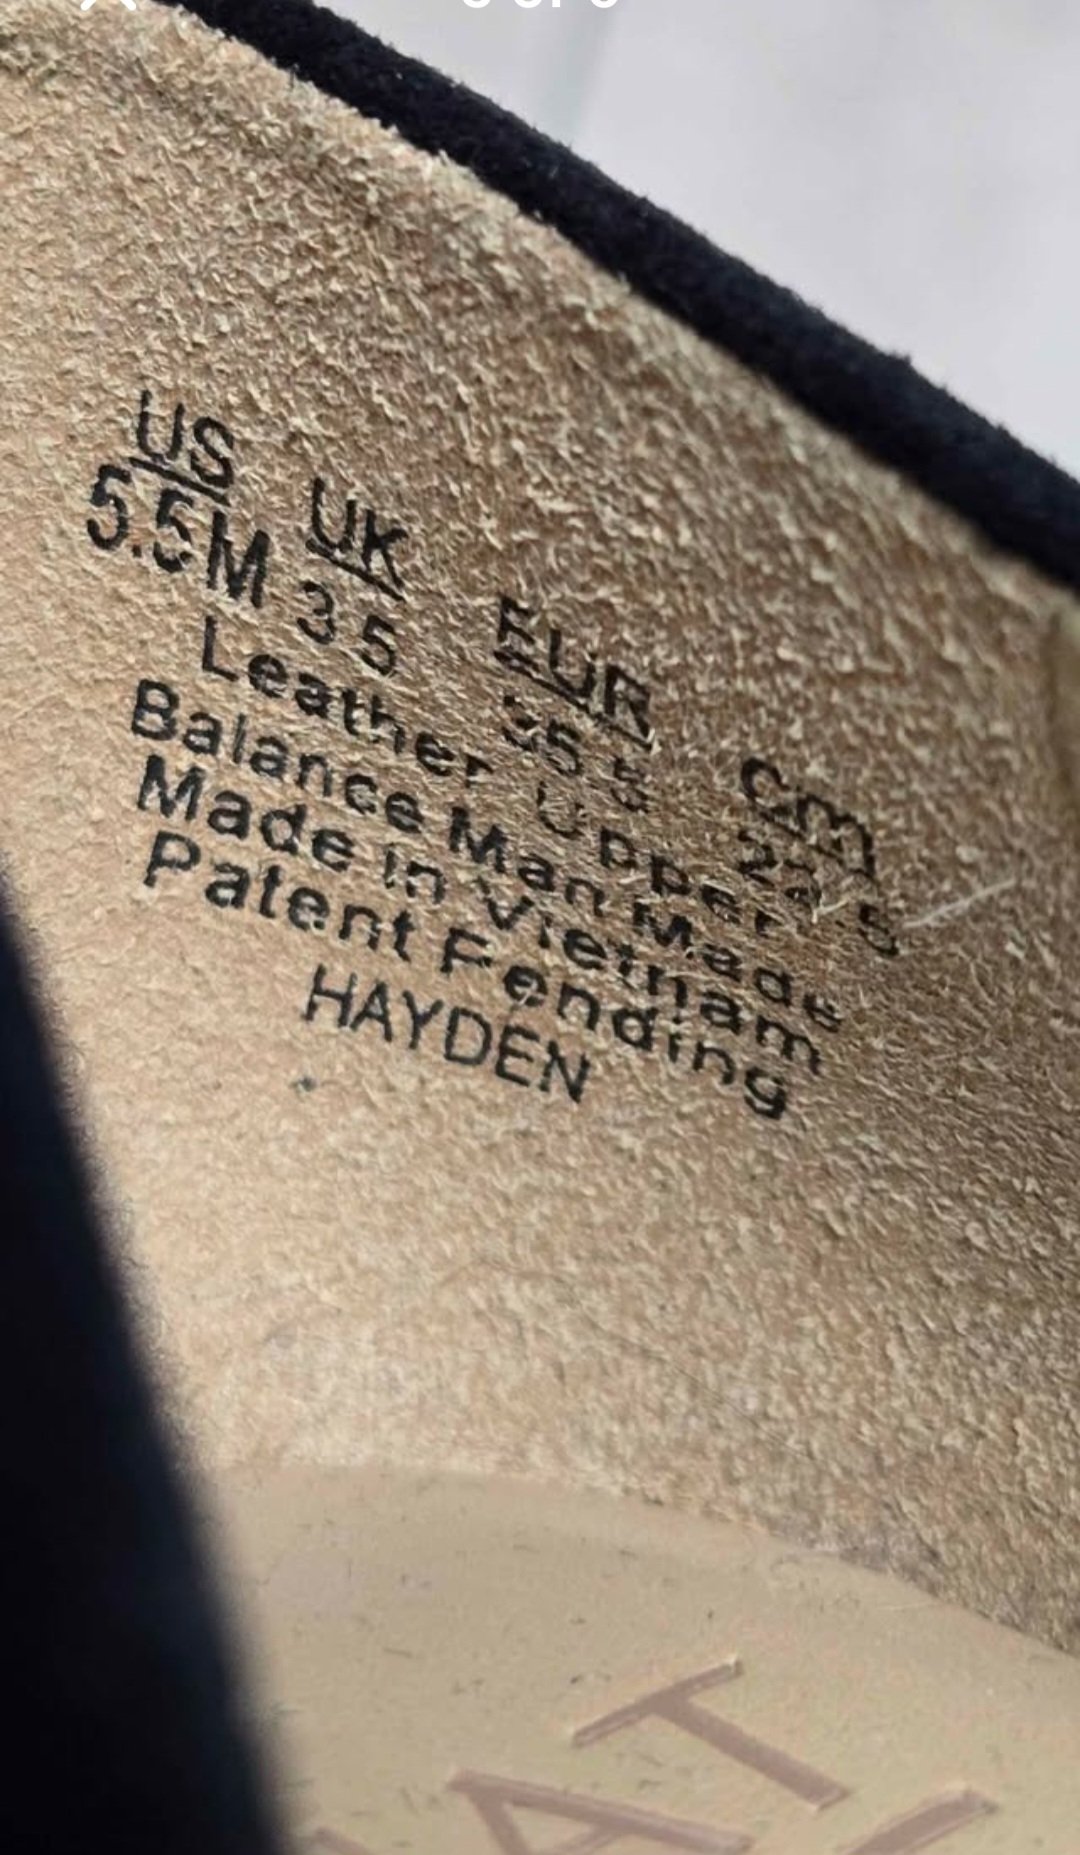 US UK EUR cm
5.5M 3.5 35.5 22.5
Leather Upper
Balance Man Made
Made in Vietnam
Patent Pending
HAYDEN
AT